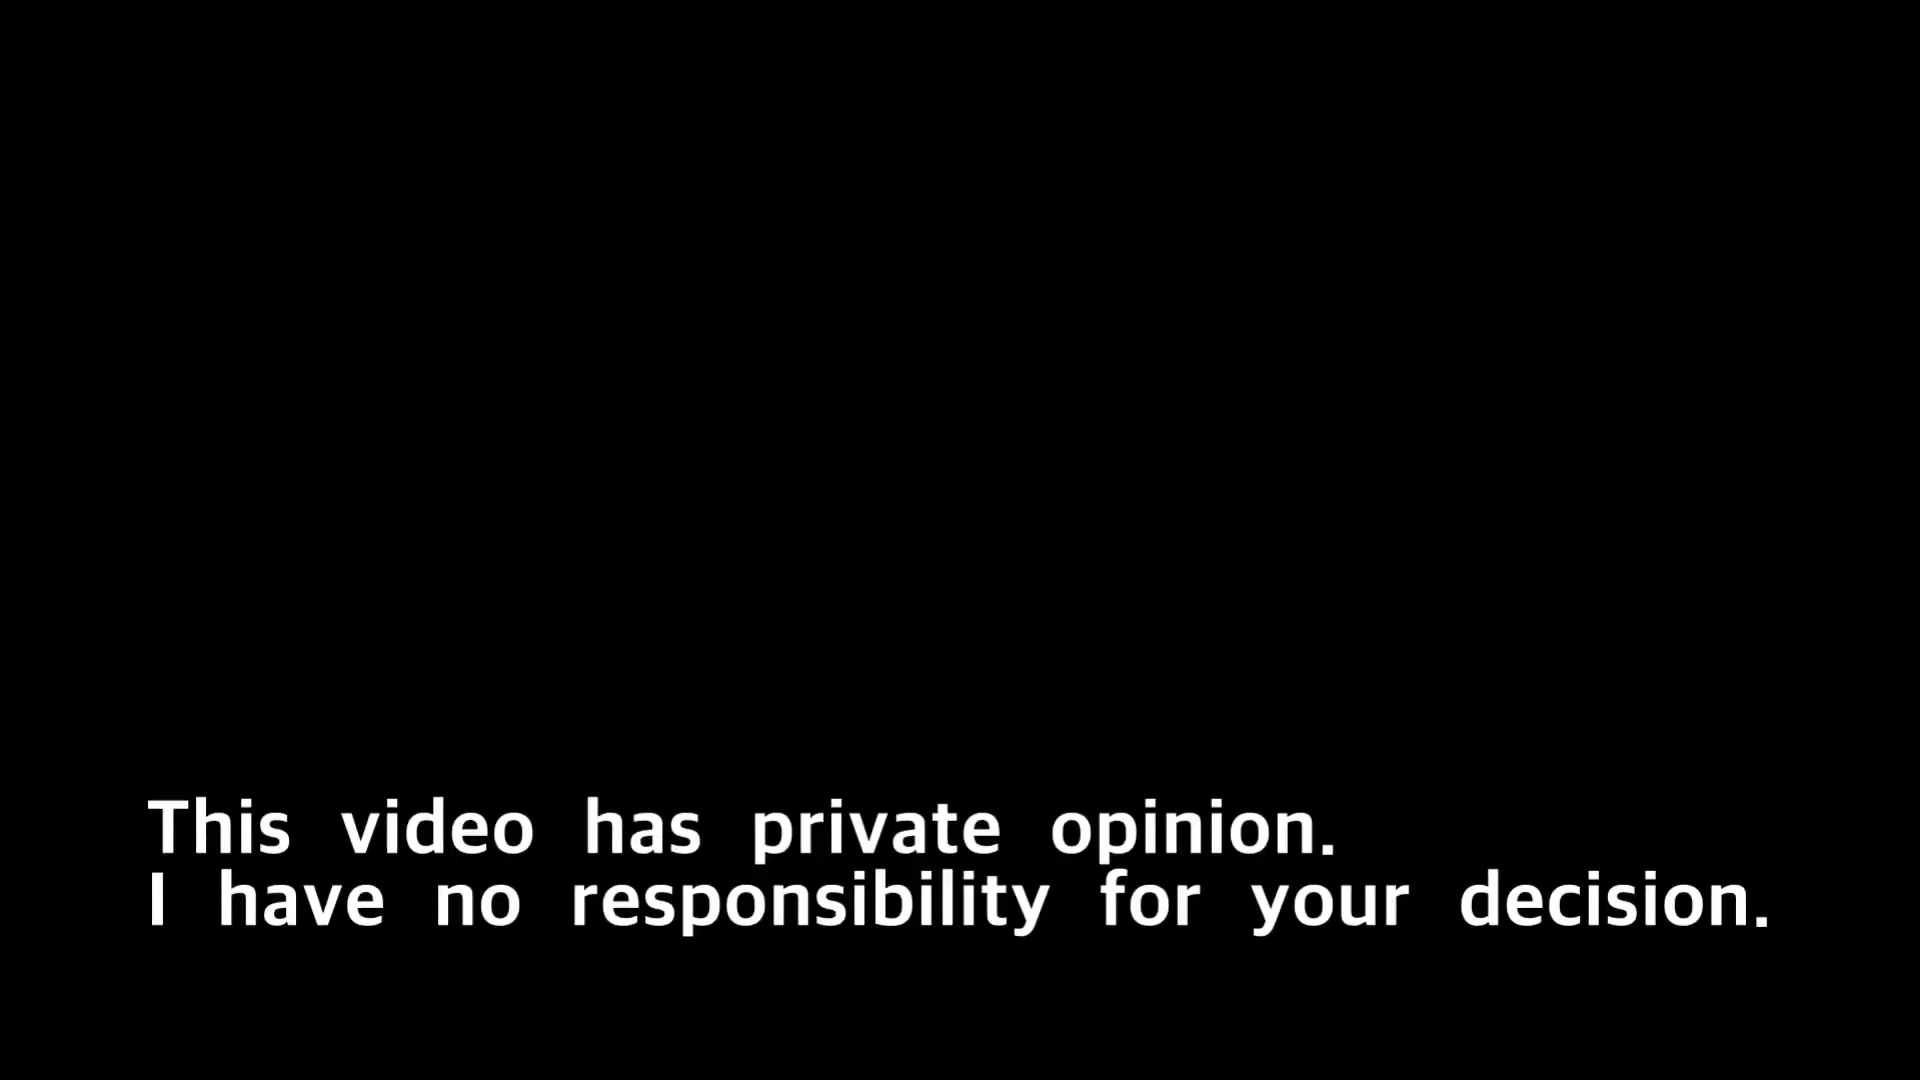 This video has private opinion.
I have no responsibility for your decision.